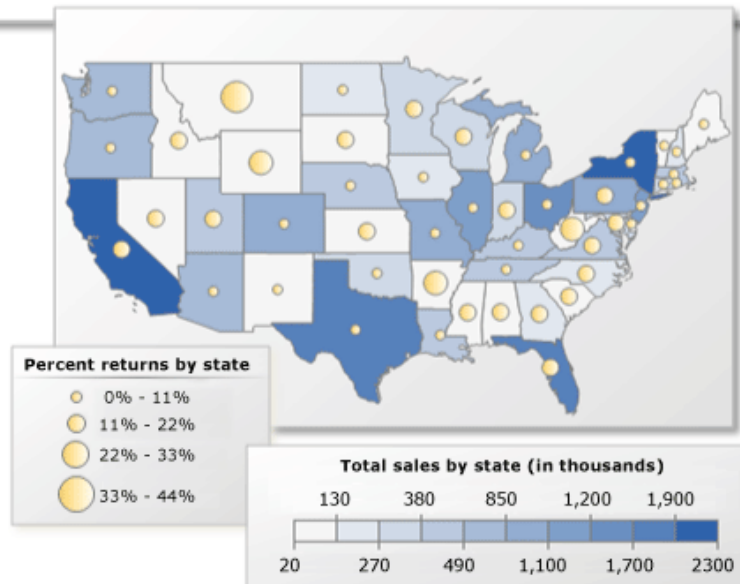 Percent returns by state
0% - 11%
11% - 22%
22% - 33%
33% - 44%
Total sales by state (in thousands)
130 380 850 1,200 1,900
20 270 490 1,100 1,700 2300